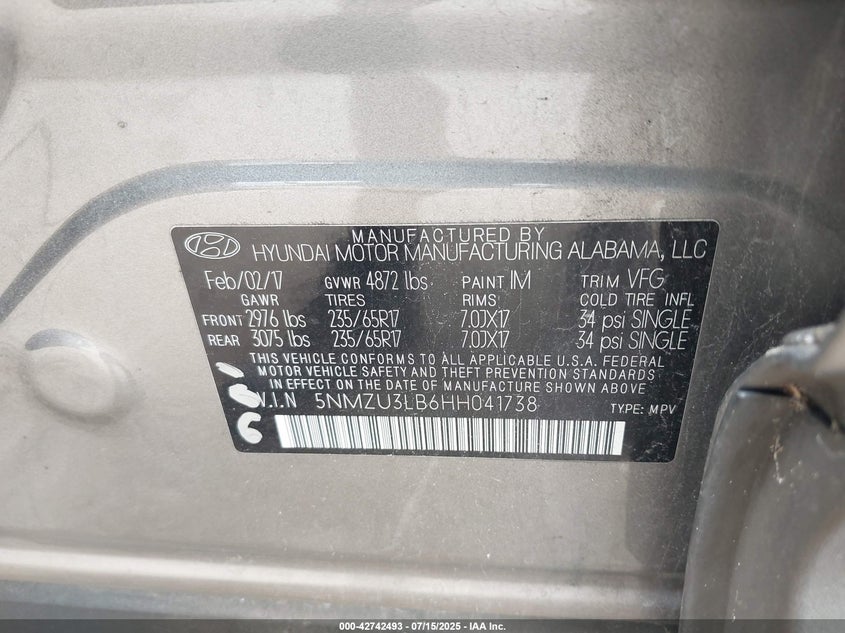 MANUFACTURED BY
HYUNDAI MOTOR MANUFACTURING ALABAMA, LLC
Feb/02/17 GVWR 4872 lbs PAINT IM TRIM VFG
GAWR TIRES RIMS COLD TIRE INFL
FRONT 2976 lbs 235/65R17 7.0JX17 34 psi SINGLE
REAR 3075 lbs 235/65R17 7.0JX17 34 psi SINGLE
THIS VEHICLE CONFORMS TO ALL APPLICABLE U.S.A. FEDERAL
MOTOR VEHICLE SAFETY AND THEFT PREVENTION STANDARDS
IN EFFECT ON THE DATE OF MANUFACTURE SHOWN ABOVE
V.I.N 5NMZU3LB6HH041738 TYPE: MPV
000-42742493 - 07/15/2025 - IAA Inc.